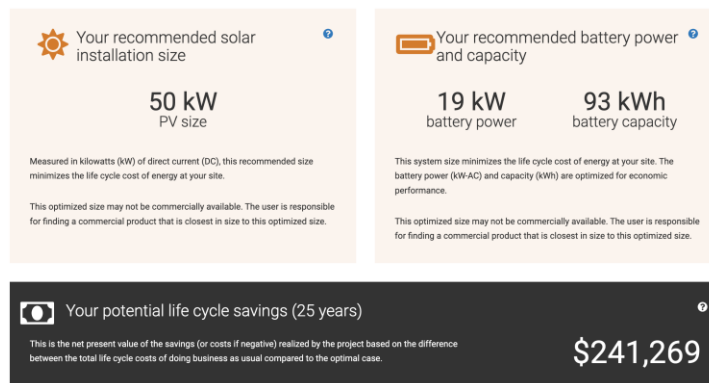 Your recommended solar
installation size
50 kW
PV size
Measured in kilowatts (kW) of direct current (DC), this recommended size
minimizes the life cycle cost of energy at your site.
This optimized size may not be commercially available. The user is responsible
for finding a commercial product that is closest in size to this optimized size.
Your recommended battery power
and capacity
19 kW
battery power
93 kWh
battery capacity
This system size minimizes the life cycle cost of energy at your site. The
battery power (kW-AC) and capacity (kWh) are optimized for economic
performance.
This optimized size may not be commercially available. The user is responsible
for finding a commercial product that is closest in size to this optimized size.
Your potential life cycle savings (25 years)
This is the net present value of the savings (or costs if negative) realized by the project based on the difference
between the total life cycle costs of doing business as usual compared to the optimal case.
$241,269